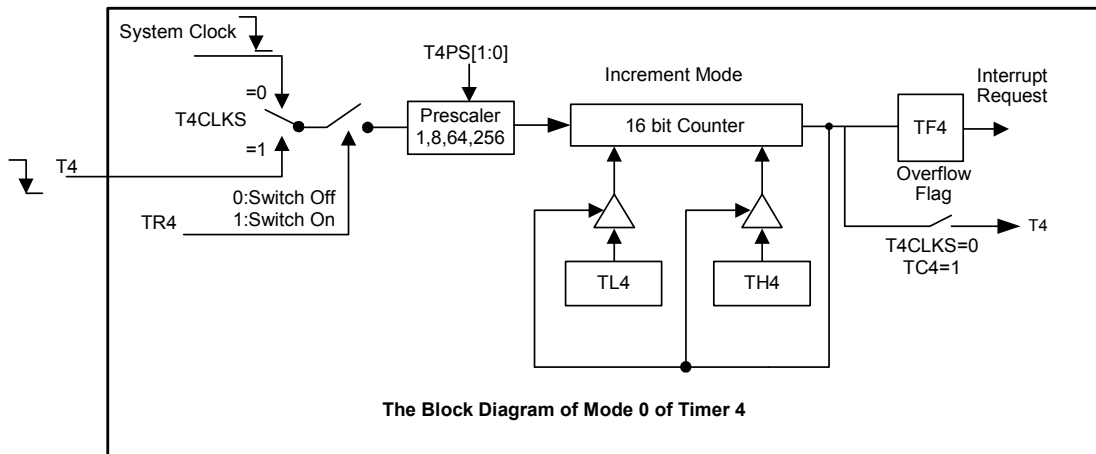 System Clock
T4PS[1:0]
Increment Mode
Interrupt
Request
=0
T4CLKS
=1
Prescaler
1,8,64,256
16 bit Counter
TF4
Overflow
Flag
T4
0:Switch Off
1:Switch On
TR4
T4
T4CLKS=0
TC4=1
TL4
TH4
The Block Diagram of Mode 0 of Timer 4